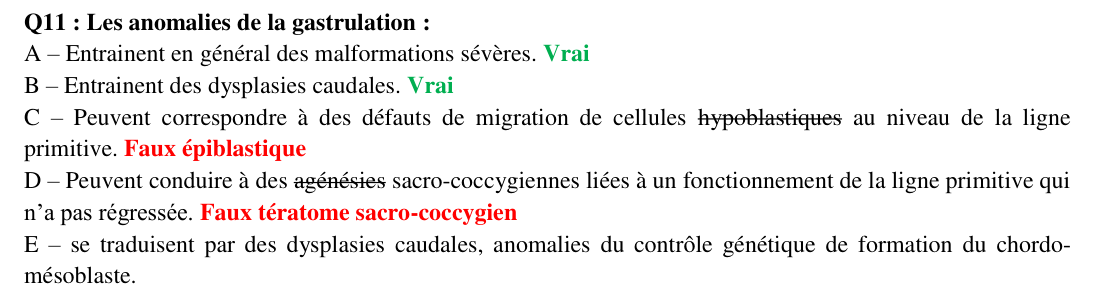 Q11 : Les anomalies de la gastrulation :
A – Entrainent en général des malformations sévères. Vrai
B – Entrainent des dysplasies caudales. Vrai
C – Peuvent correspondre à des défauts de migration de cellules hypoblastiques au niveau de la ligne
primitive. Faux épiblastique
D – Peuvent conduire à des agénésies sacro-coccygiennes liées à un fonctionnement de la ligne primitive qui
n'a pas régressée. Faux tératome sacro-coccygien
E – se traduisent par des dysplasies caudales, anomalies du contrôle génétique de formation du chordo-
mésoblaste.